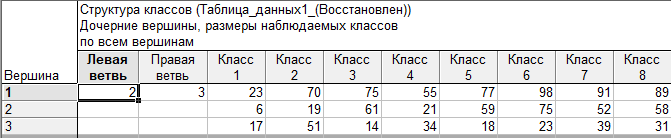 Структура классов (Таблица_данных1_(Восстановлен))
Дочерние вершины, размеры наблюдаемых классов
по всем вершинам
Вершина Левая ветвь Правая ветвь Класс 1 Класс 2 Класс 3 Класс 4 Класс 5 Класс 6 Класс 7 Класс 8
1 2 3 23 70 75 55 77 98 91 89
2 6 19 61 21 59 75 52 58
3 17 51 14 34 18 23 39 31